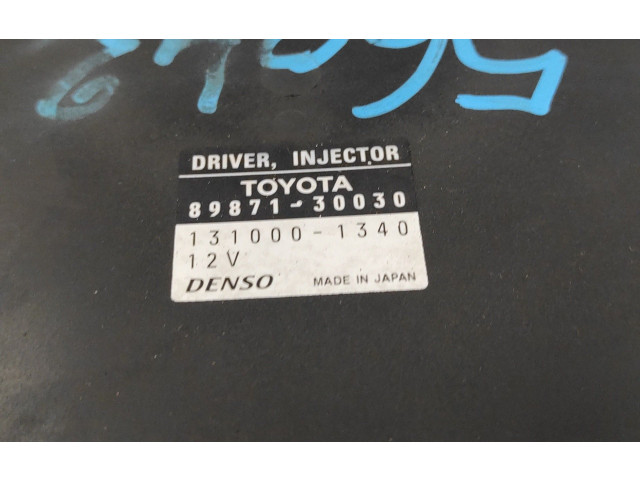 DRIVER, INJECTOR
TOYOTA
89871-30030
131000-1340
12V
DENSO MADE IN JAPAN